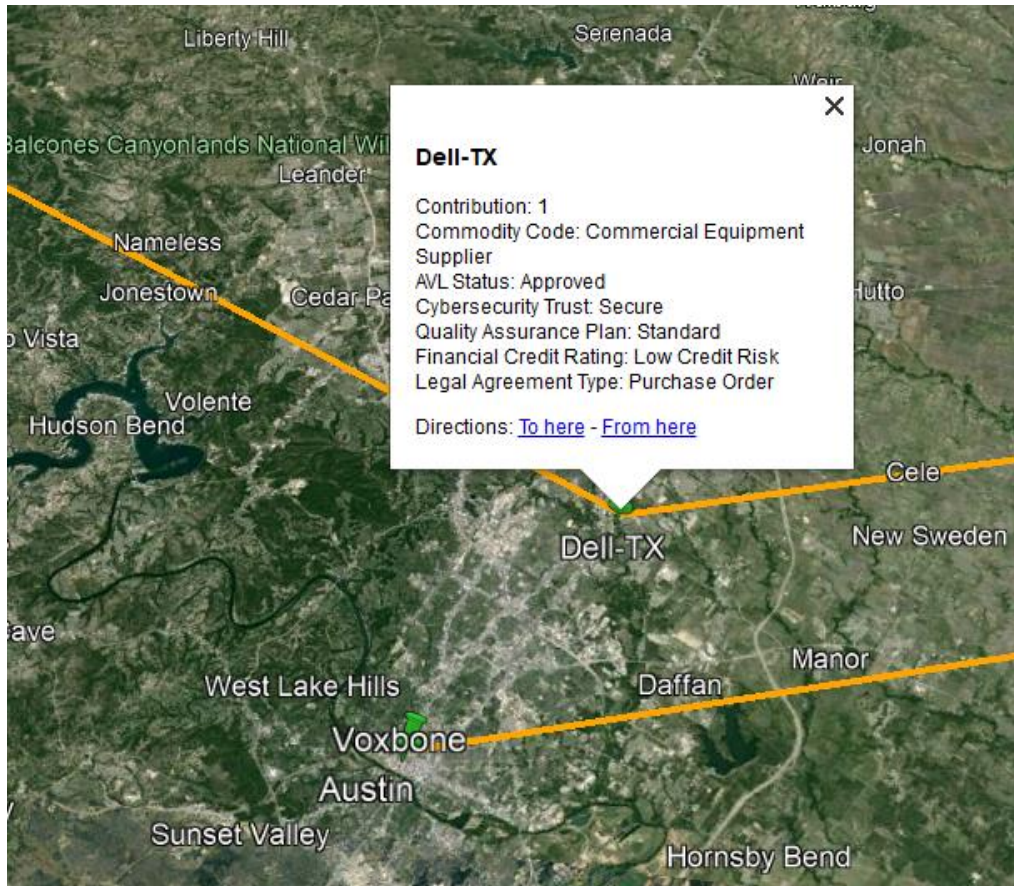 Liberty Hill
Serenada
Weir
Balcones Canyonlands National Wil
Leander
Jonah
Dell-TX
Contribution: 1
Commodity Code: Commercial Equipment
Supplier
AVL Status: Approved
Cybersecurity Trust: Secure
Quality Assurance Plan: Standard
Financial Credit Rating: Low Credit Risk
Legal Agreement Type: Purchase Order
Directions: To here - From here
Nameless
Jonestown
Cedar Pa
Hutto
o Vista
Volente
Hudson Bend
Cele
New Sweden
Dell-TX
ave
Manor
West Lake Hills
Daffan
Voxbone
Austin
Sunset Valley
Hornsby Bend